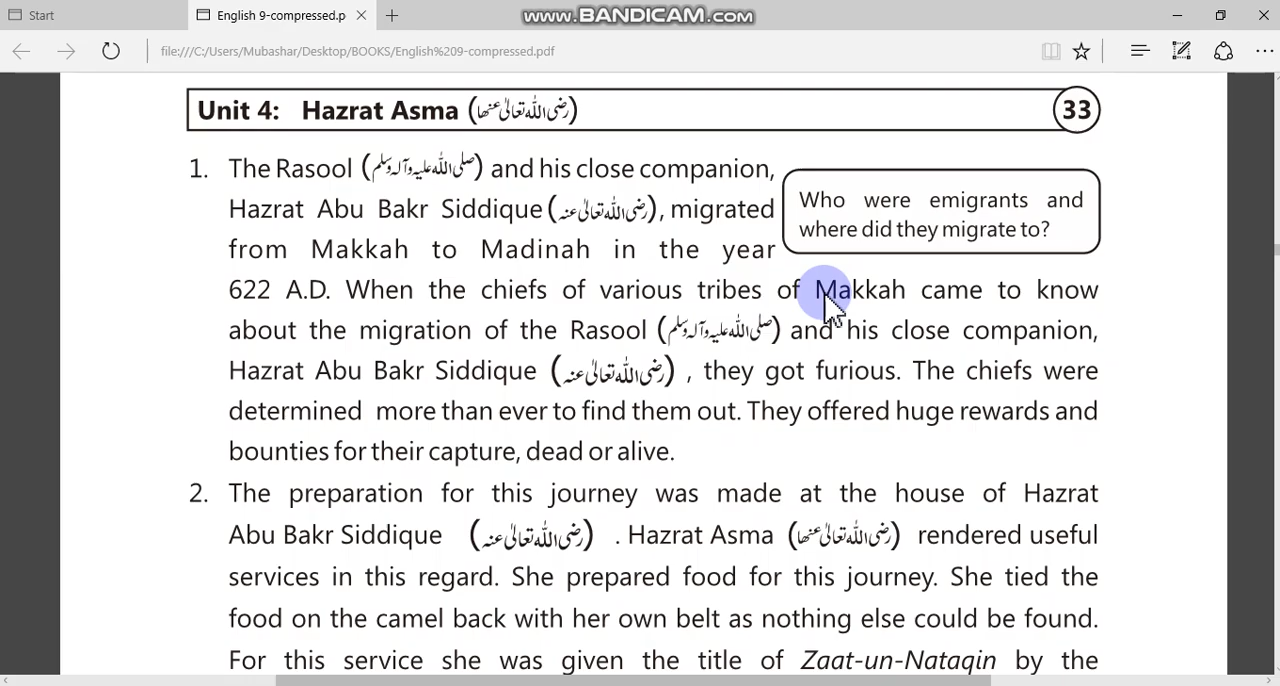 Start
English 9-compressed.p
www.BANDICAM.com
file:///C:/Users/Mubashar/Desktop/BOOKS/English%209-compressed.pdf
Unit 4: Hazrat Asma (رضی اللہ تعالیٰ عنھا)
33
1. The Rasool (صلی اللہ علیہ وآلہ وسلم) and his close companion,
Hazrat Abu Bakr Siddique (رضی اللہ تعالیٰ عنہ), migrated
from Makkah to Madinah in the year
Who were emigrants and
where did they migrate to?
622 A.D. When the chiefs of various tribes of Makkah came to know
about the migration of the Rasool (صلی اللہ علیہ وآلہ وسلم) and his close companion,
Hazrat Abu Bakr Siddique (رضی اللہ تعالیٰ عنہ) , they got furious. The chiefs were
determined more than ever to find them out. They offered huge rewards and
bounties for their capture, dead or alive.
2. The preparation for this journey was made at the house of Hazrat
Abu Bakr Siddique (رضی اللہ تعالیٰ عنہ) . Hazrat Asma (رضی اللہ تعالیٰ عنھا) rendered useful
services in this regard. She prepared food for this journey. She tied the
food on the camel back with her own belt as nothing else could be found.
For this service she was given the title of Zaat-un-Nataqin by the